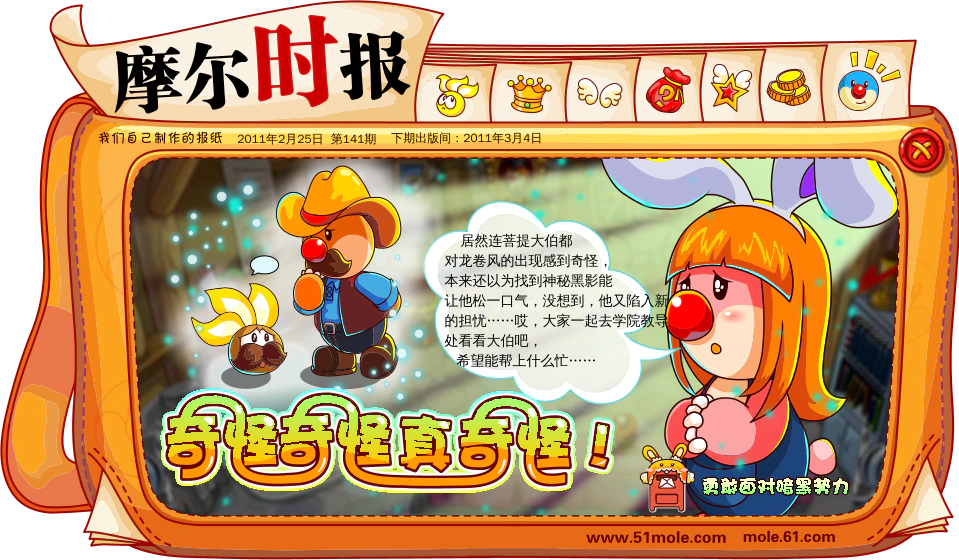 摩尔时报
我们自己制作的报纸 2011年2月25日 第141期 下期出版间：2011年3月4日
居然连菩提大伯都
对龙卷风的出现感到奇怪，
本来还以为找到神秘黑影能
让他松一口气，没想到，他又陷入新
的担忧……哎，大家一起去学院教导
处看看大伯吧，
希望能帮上什么忙……
奇怪奇怪真奇怪！
勇敢面对暗黑势力
www.51mole.com mole.61.com